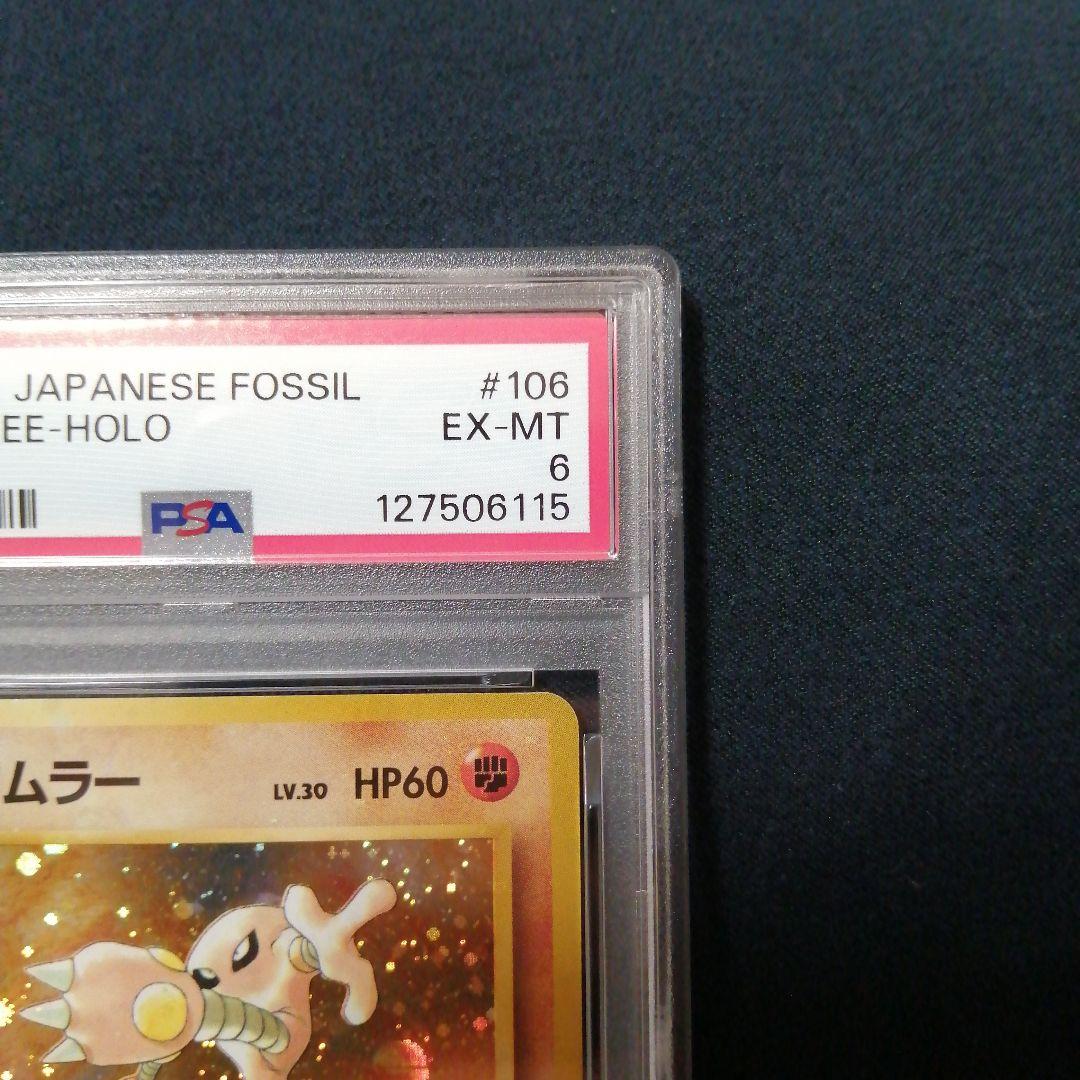 JAPANESE FOSSIL #106
EE-HOLO EX-MT
6
PSA 127506115
ムラー LV.30 HP60